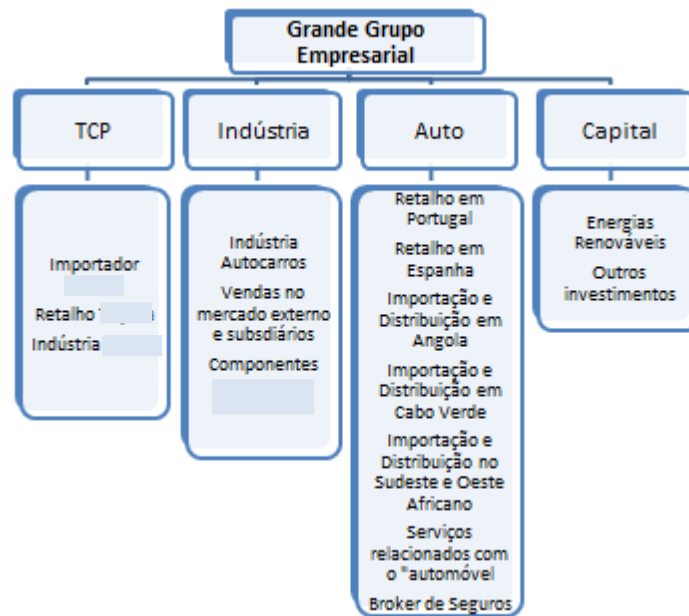 Grande Grupo
Empresarial
TCP
Indústria
Auto
Capital
Importador
Retalho
Indústria
Indústria
Autocarros
Vendas no
mercado externo
e subsdiários
Componentes
Retalho em
Portugal
Retalho em
Espanha
Importação e
Distribuição em
Angola
Importação e
Distribuição em
Cabo Verde
Importação e
Distribuição no
Sudeste e Oeste
Africano
Serviços
relacionados com
o "automóvel
Broker de Seguros
Energias
Renováveis
Outros
investimentos